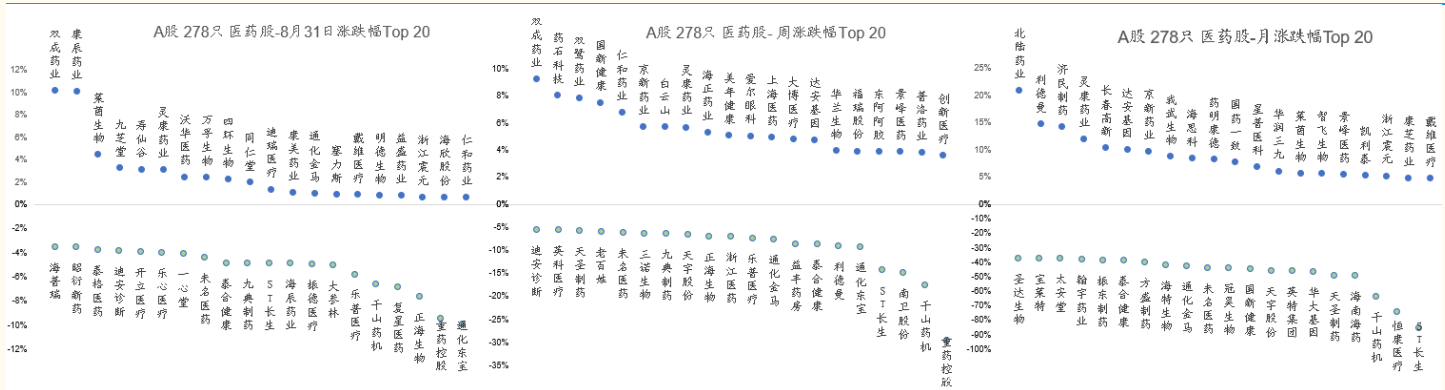 A股 278只 医药股-8月31日涨跌幅Top 20
12%
10%
8%
6%
4%
2%
0%
-2%
-4%
-6%
-8%
-10%
-12%
双成药业
康辰药业
莱茵生物
九芝堂
寿仙谷
灵康药业
沃华医药
万孚生物
四环生物
同仁堂
迪瑞医疗
康美药业
通化金马
塞力斯
戴维医疗
明德生物
益盛药业
浙江震元
海欣股份
仁和药业
海普瑞
昭衍新药
泰格医药
迪安诊断
开立医疗
乐心医疗
一心堂
未名医药
泰合健康
九典制药
ST长生
海辰药业
振德医疗
大参林
乐普医疗
千山药机
复星医药
正海生物
重药控股
通化东宝
A股 278只 医药股- 周涨跌幅Top 20
10%
8%
6%
4%
2%
0%
-5%
-15%
-20%
-25%
-30%
-35%
双成药业
药石科技
双鹭药业
国新健康
仁和药业
京新药业
白云山
灵康药业
海正药业
美年健康
爱尔眼科
上海医药
大博医疗
达安基因
华兰生物
福瑞股份
东阿阿胶
景峰医药
普洛药业
创新医疗
迪安诊断
英科医疗
天圣制药
老百姓
未名医药
三诺生物
九典制药
天宇股份
正海生物
浙江医药
乐普医疗
通化金马
益丰药房
泰合健康
利德曼
通化东宝
ST长生
南卫股份
千山药机
重药控股
A股 278只 医药股-月涨跌幅Top 20
25%
20%
15%
10%
5%
0%
-10%
-20%
-30%
-40%
-50%
-60%
-70%
-80%
-90%
-100%
北陆药业
利德曼
济民制药
灵康药业
长春高新
达安基因
京新药业
我武生物
海思科
药明康德
国药一致
星普医科
华润三九
莱茵生物
智飞生物
景峰医药
凯利泰
浙江震元
康芝药业
戴维医疗
圣达生物
宝莱特
太安堂
翰宇药业
振东制药
泰合健康
方盛制药
海特生物
通化金马
未名医药
冠昊生物
国新健康
天宇股份
英特集团
华大基因
天圣制药
海南海药
千山药机
恒康医疗
ST长生